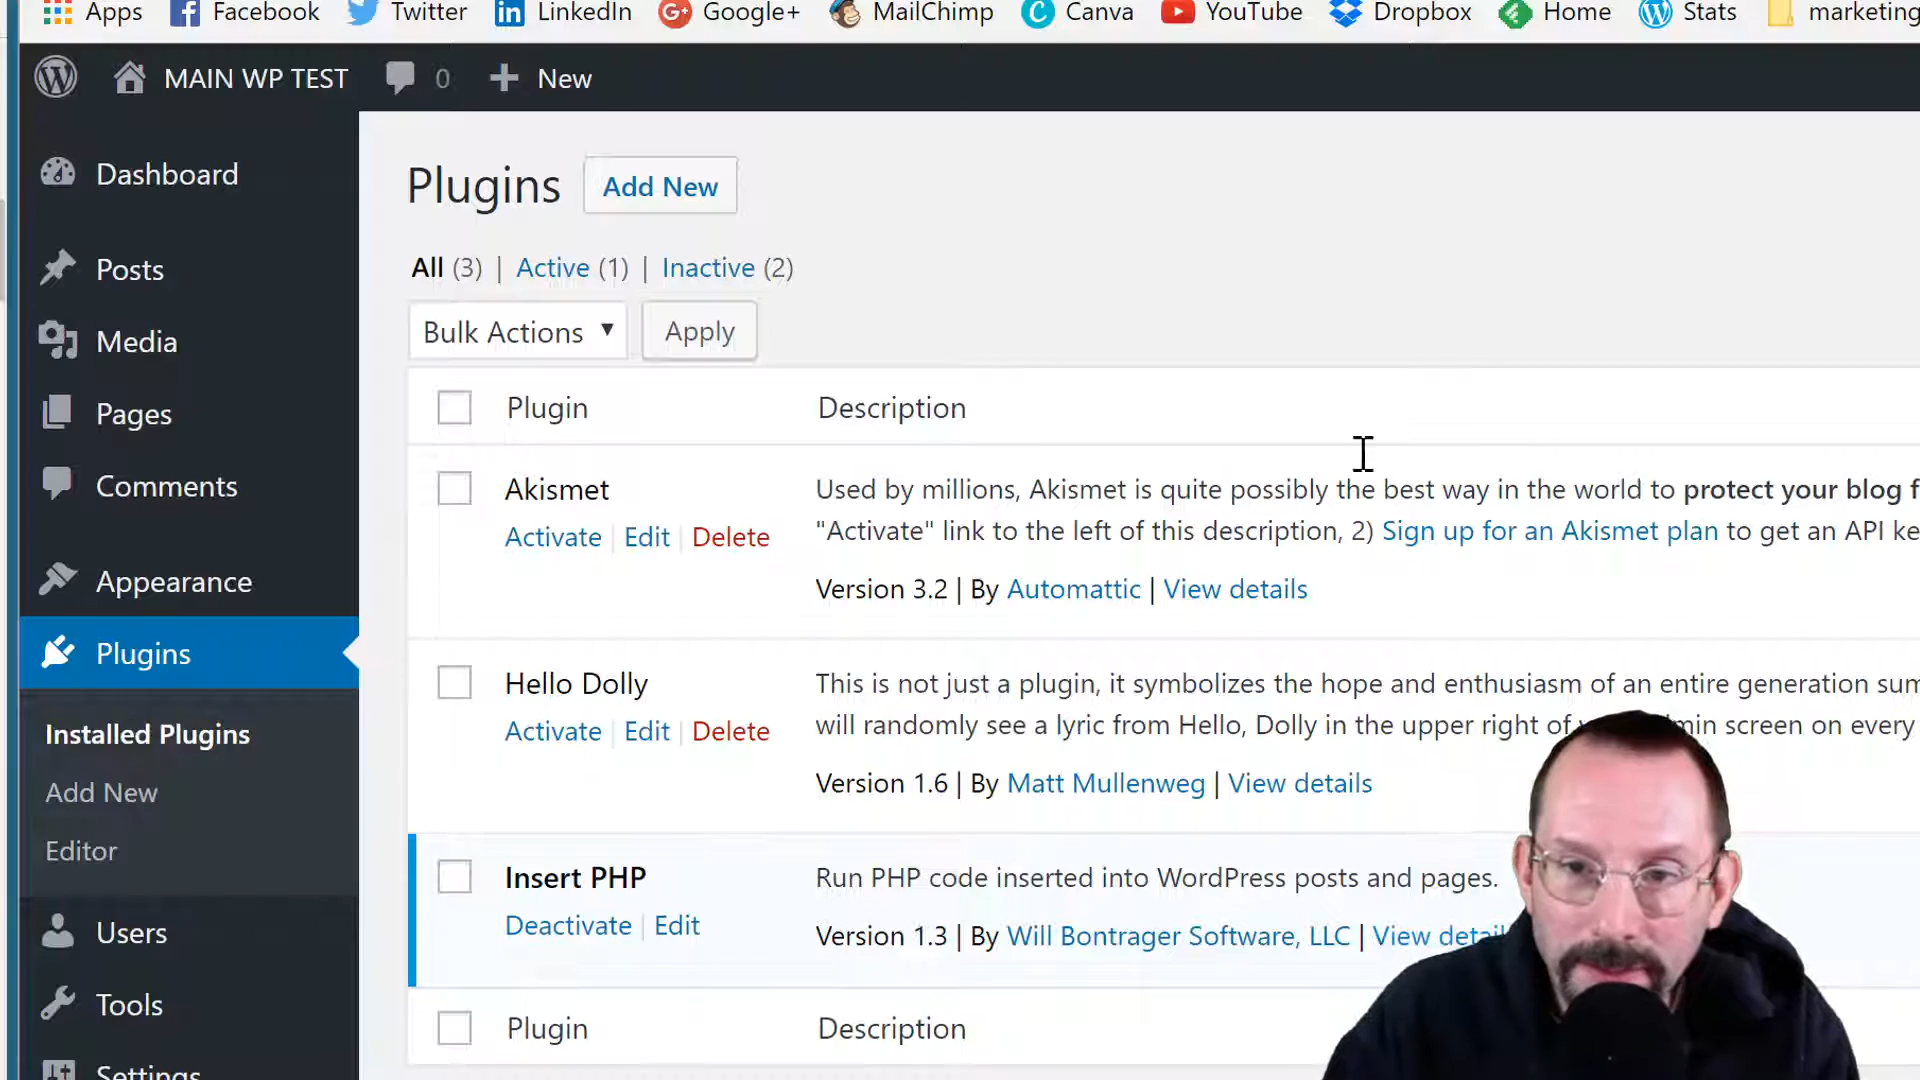 Apps Facebook Twitter LinkedIn Google+ MailChimp Canva YouTube Dropbox Home Stats marketing
MAIN WP TEST 0 New
Dashboard
Posts
Media
Pages
Comments
Appearance
Plugins
Installed Plugins
Add New
Editor
Users
Tools
Settings
Plugins Add New
All (3) | Active (1) | Inactive (2)
Bulk Actions Apply
Plugin Description
Akismet
Activate | Edit | Delete
Used by millions, Akismet is quite possibly the best way in the world to protect your blog f
"Activate" link to the left of this description, 2) Sign up for an Akismet plan to get an API ke
Version 3.2 | By Automattic | View details
Hello Dolly
Activate | Edit | Delete
This is not just a plugin, it symbolizes the hope and enthusiasm of an entire generation sum
will randomly see a lyric from Hello, Dolly in the upper right of screen on every
Version 1.6 | By Matt Mullenweg | View details
Insert PHP
Deactivate | Edit
Run PHP code inserted into WordPress posts and pages.
Version 1.3 | By Will Bontrager Software, LLC | View detail
Plugin Description